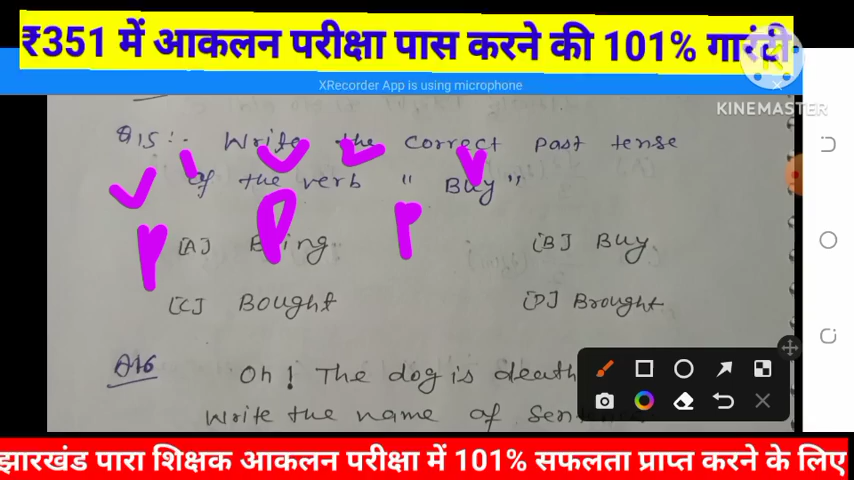 ₹351 में आकलन परीक्षा पास करने की 101% गारंटी
XRecorder App is using microphone
KINEMASTER
Q15:- Write the correct past tense
of the verb "Buy"
[A] B ing
[B] Buy
[C] Bought
[D] Brought
Q16 Oh! The dog is death
Write the name of Senten
झारखंड पारा शिक्षक आकलन परीक्षा में 101% सफलता प्राप्त करने के लिए